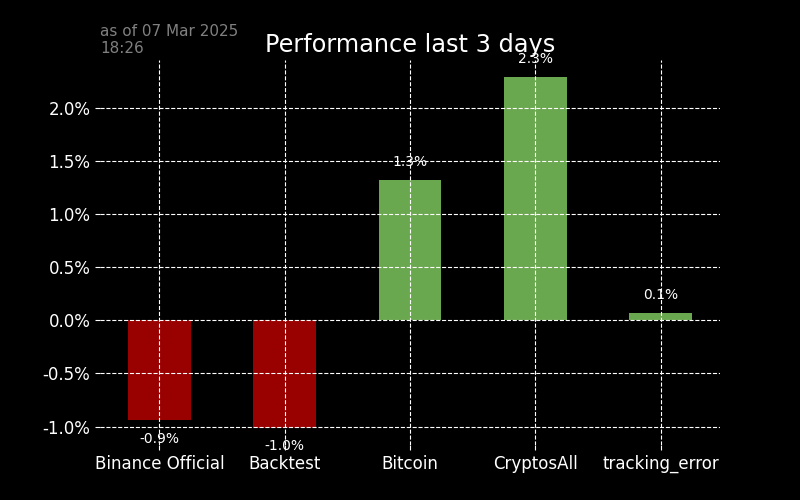 as of 07 Mar 2025
18:26
Performance last 3 days
2.3%
2.0%
1.5%
1.3%
1.0%
0.5%
0.1%
0.0%
-0.5%
-1.0%
-0.9%
-1.0%
Binance Official
Backtest
Bitcoin
CryptosAll
tracking_error